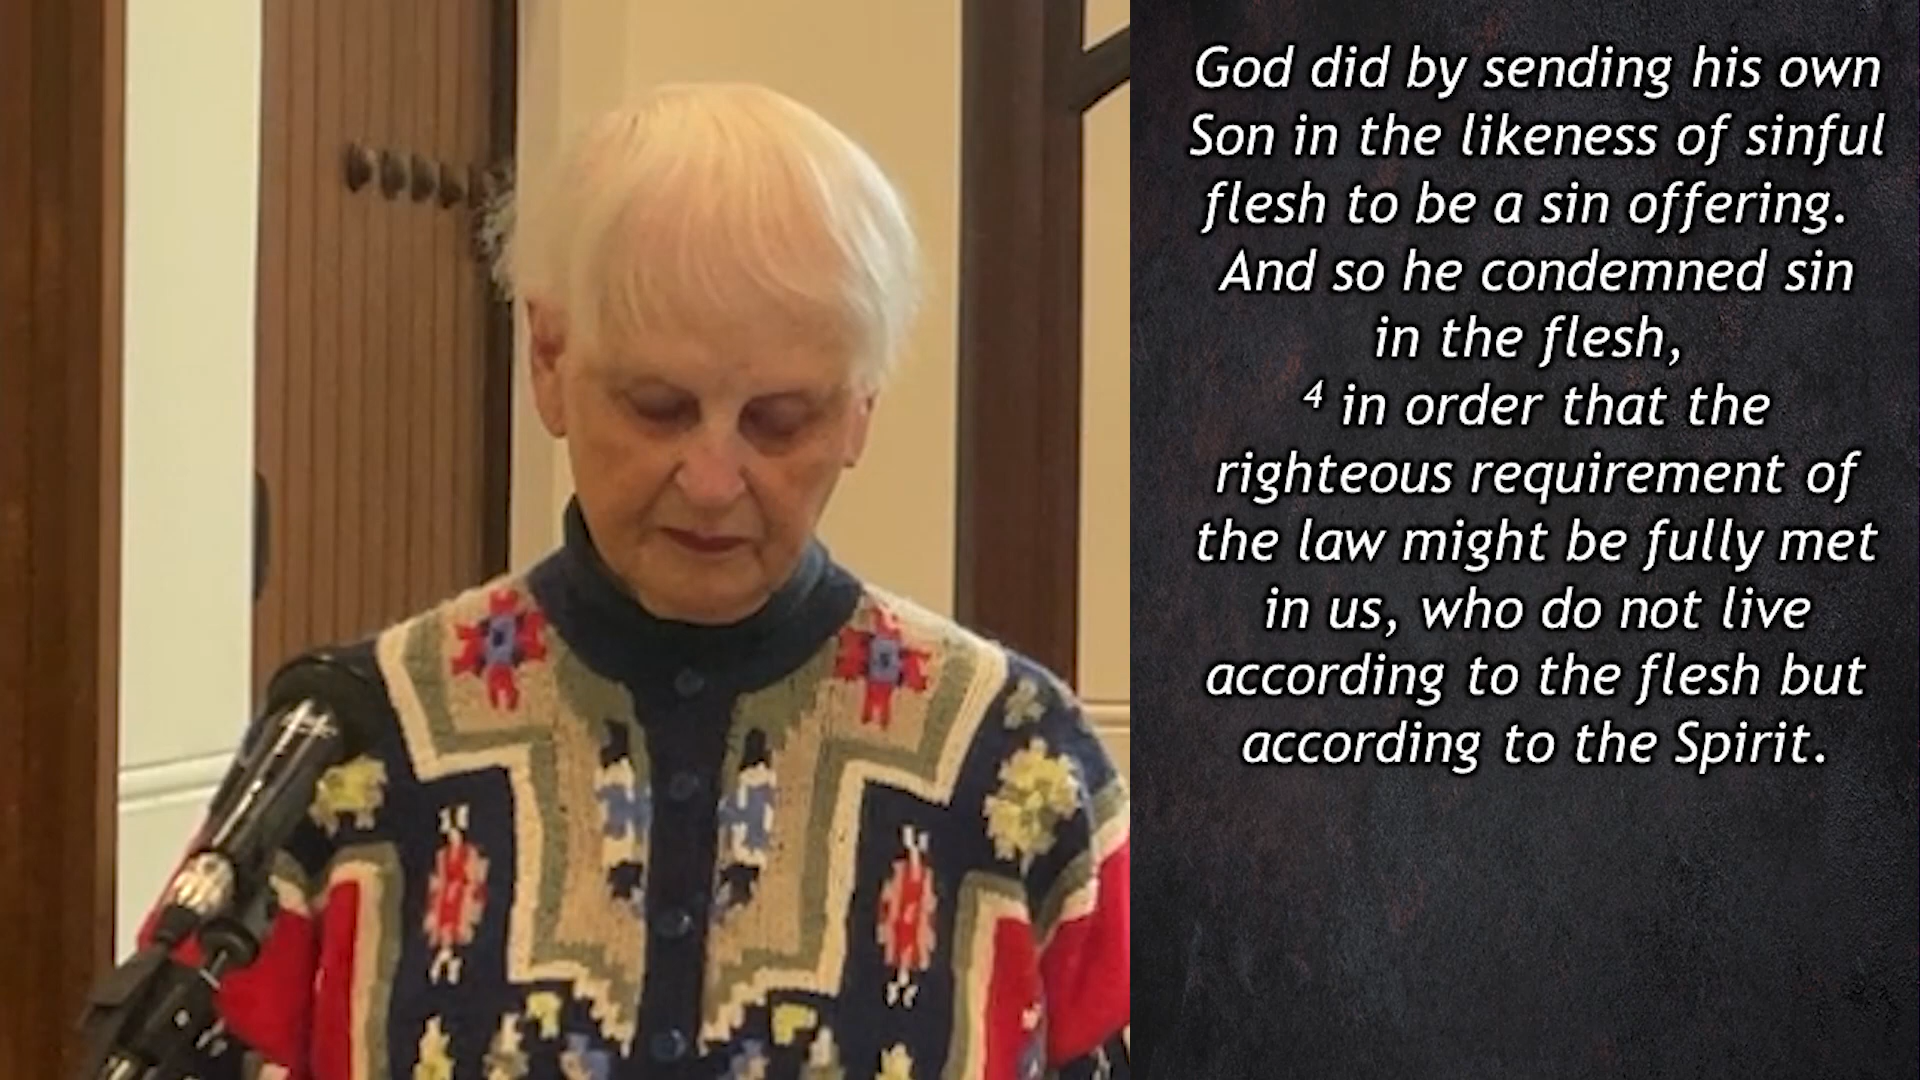 God did by sending his own
Son in the likeness of sinful
flesh to be a sin offering.
And so he condemned sin
in the flesh,
⁴ in order that the
righteous requirement of
the law might be fully met
in us, who do not live
according to the flesh but
according to the Spirit.